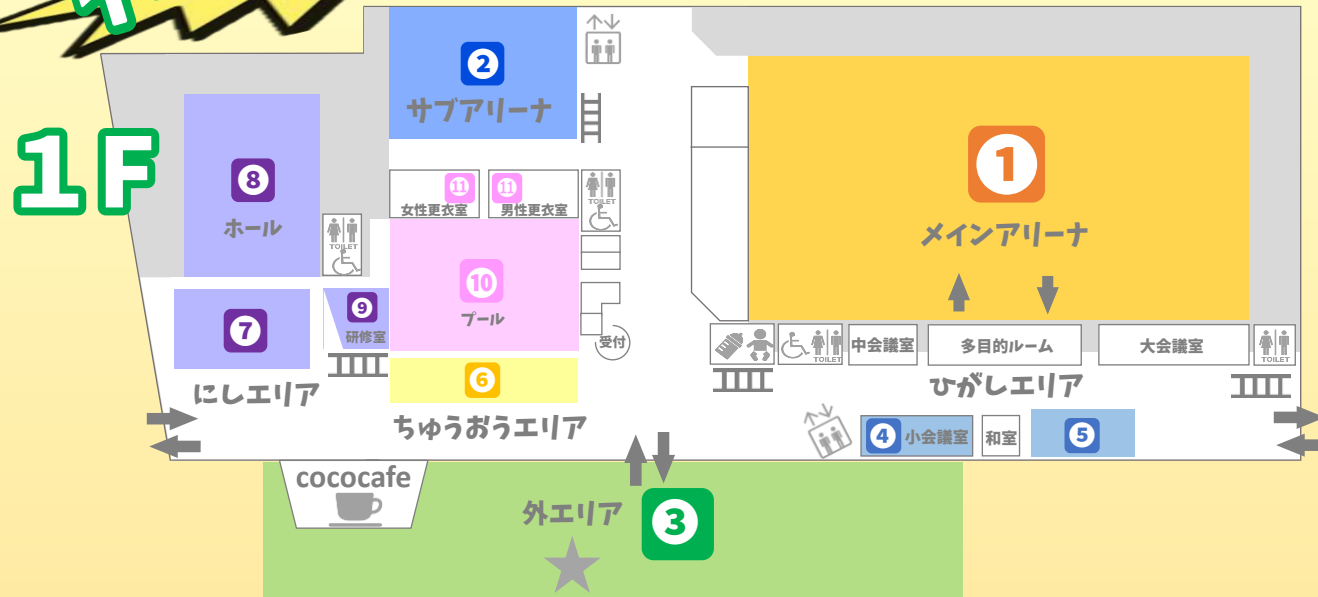 1F
2
サブアリーナ
1
メインアリーナ
8
ホール
11
女性更衣室
11
男性更衣室
TOILET
TOILET
10
プール
7
9
研修室
受付
6
にしエリア
ちゅうおうエリア
TOILET
中会議室
多目的ルーム
大会議室
TOILET
ひがしエリア
4
小会議室
和室
5
cococafe
外エリア
3